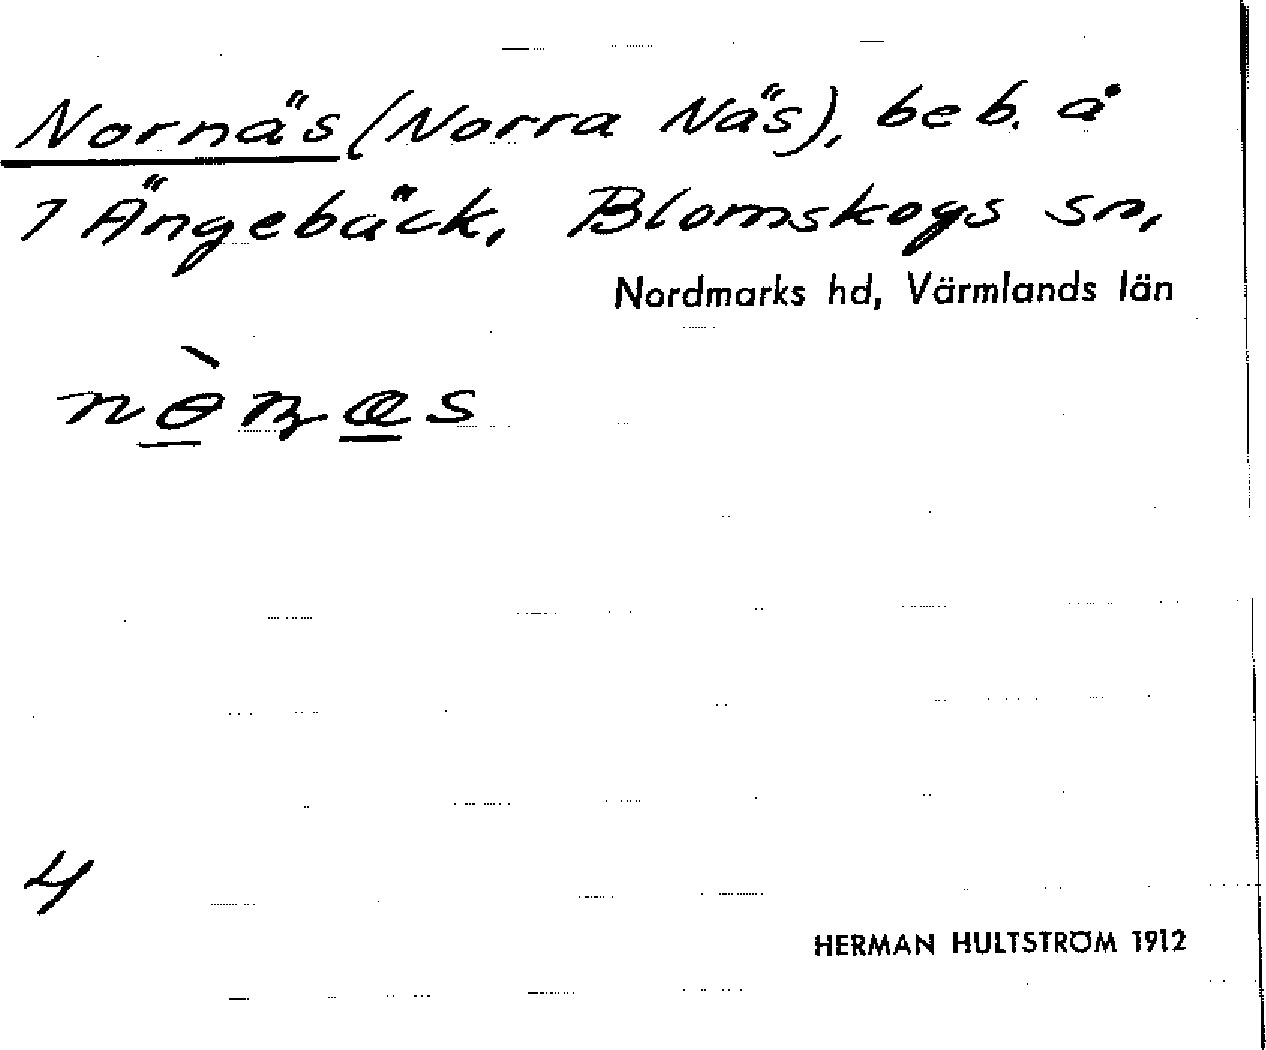 Nornäs (Norra Näs), beb. å
1 Ängebäck, Blomskogs sn,
Nordmarks hd, Värmlands län
4
HERMAN HULTSTRÖM 1912